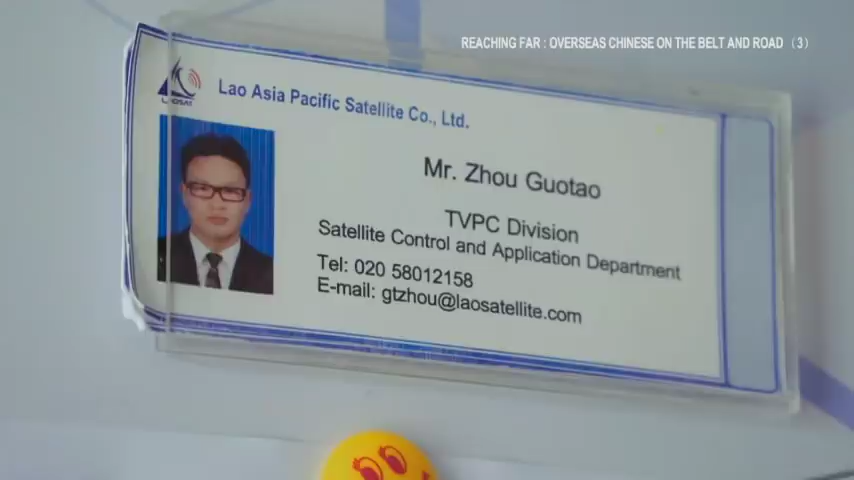 REACHING FAR : OVERSEAS CHINESE ON THE BELT AND ROAD （3）
LAOSAT
Lao Asia Pacific Satellite Co., Ltd.
Mr. Zhou Guotao
TVPC Division
Satellite Control and Application Department
Tel: 020 58012158
E-mail: gtzhou@laosatellite.com